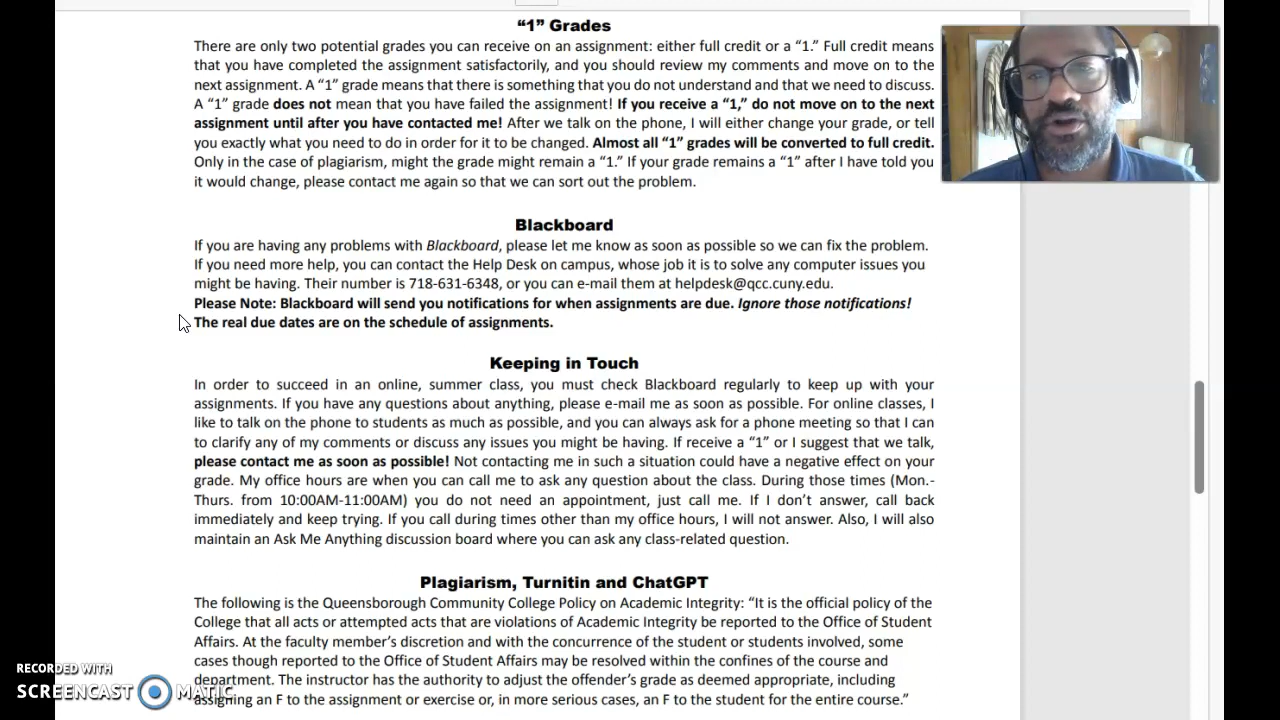 “1” Grades
There are only two potential grades you can receive on an assignment: either full credit or a “1.” Full credit means
that you have completed the assignment satisfactorily, and you should review my comments and move on to the
next assignment. A “1” grade means that there is something that you do not understand and that we need to discuss.
A “1” grade does not mean that you have failed the assignment! If you receive a “1,” do not move on to the next
assignment until after you have contacted me! After we talk on the phone, I will either change your grade, or tell
you exactly what you need to do in order for it to be changed. Almost all “1” grades will be converted to full credit.
Only in the case of plagiarism, might the grade might remain a “1.” If your grade remains a “1” after I have told you
it would change, please contact me again so that we can sort out the problem.
Blackboard
If you are having any problems with Blackboard, please let me know as soon as possible so we can fix the problem.
If you need more help, you can contact the Help Desk on campus, whose job it is to solve any computer issues you
might be having. Their number is 718-631-6348, or you can e-mail them at helpdesk@qcc.cuny.edu.
Please Note: Blackboard will send you notifications for when assignments are due. Ignore those notifications!
The real due dates are on the schedule of assignments.
Keeping in Touch
In order to succeed in an online, summer class, you must check Blackboard regularly to keep up with your
assignments. If you have any questions about anything, please e-mail me as soon as possible. For online classes, I
like to talk on the phone to students as much as possible, and you can always ask for a phone meeting so that I can
to clarify any of my comments or discuss any issues you might be having. If receive a “1” or I suggest that we talk,
please contact me as soon as possible! Not contacting me in such a situation could have a negative effect on your
grade. My office hours are when you can call me to ask any question about the class. During those times (Mon.-
Thurs. from 10:00AM-11:00AM) you do not need an appointment, just call me. If I don’t answer, call back
immediately and keep trying. If you call during times other than my office hours, I will not answer. Also, I will also
maintain an Ask Me Anything discussion board where you can ask any class-related question.
Plagiarism, Turnitin and ChatGPT
The following is the Queensborough Community College Policy on Academic Integrity: “It is the official policy of the
College that all acts or attempted acts that are violations of Academic Integrity be reported to the Office of Student
Affairs. At the faculty member’s discretion and with the concurrence of the student or students involved, some
cases though reported to the Office of Student Affairs may be resolved within the confines of the course and
department. The instructor has the authority to adjust the offender’s grade as deemed appropriate, including
assigning an F to the assignment or exercise or, in more serious cases, an F to the student for the entire course.”
RECORDED WITH
SCREENCAST MATIC